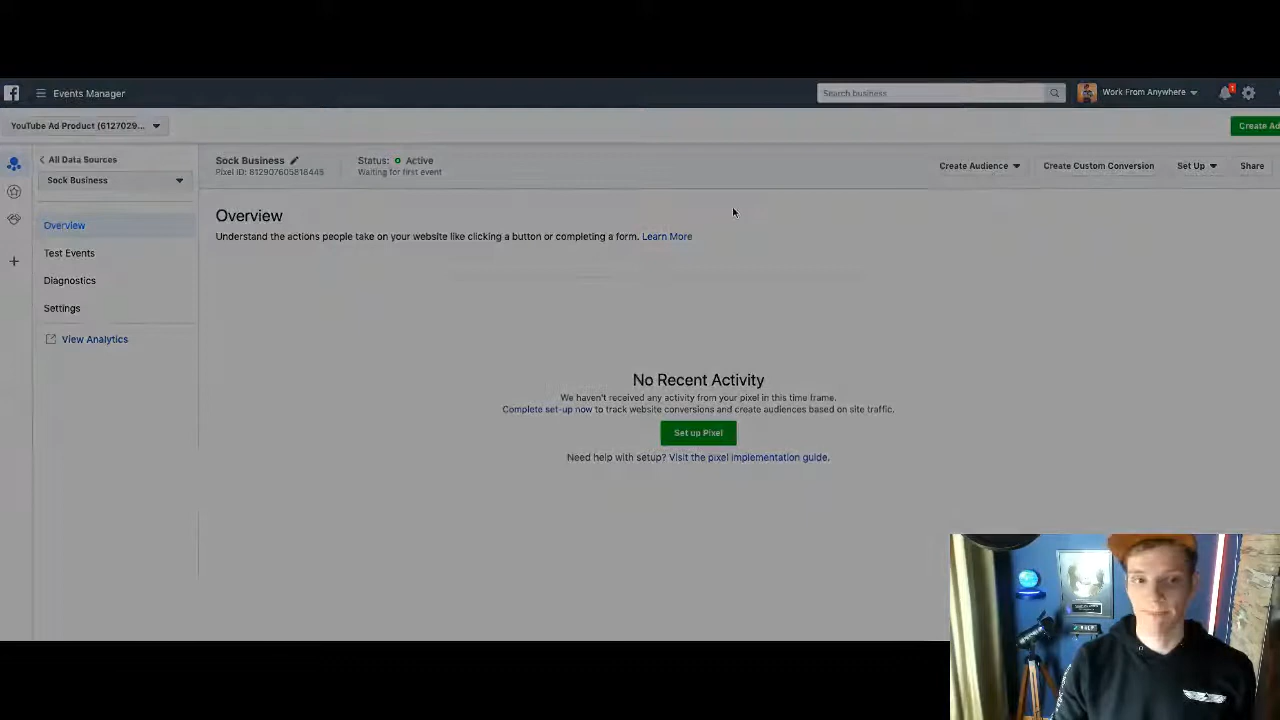 Events Manager
Search business
Work From Anywhere
1
YouTube Ad Product (6127029...
Create Ad
All Data Sources
Sock Business
Pixel ID: 812907605818445
Status: Active
Waiting for first event
Create Audience
Create Custom Conversion
Set Up
Share
Sock Business
Overview
Test Events
Diagnostics
Settings
View Analytics
Overview
Understand the actions people take on your website like clicking a button or completing a form. Learn More
No Recent Activity
We haven't received any activity from your pixel in this time frame.
Complete set-up now to track website conversions and create audiences based on site traffic.
Set up Pixel
Need help with setup? Visit the pixel implementation guide.